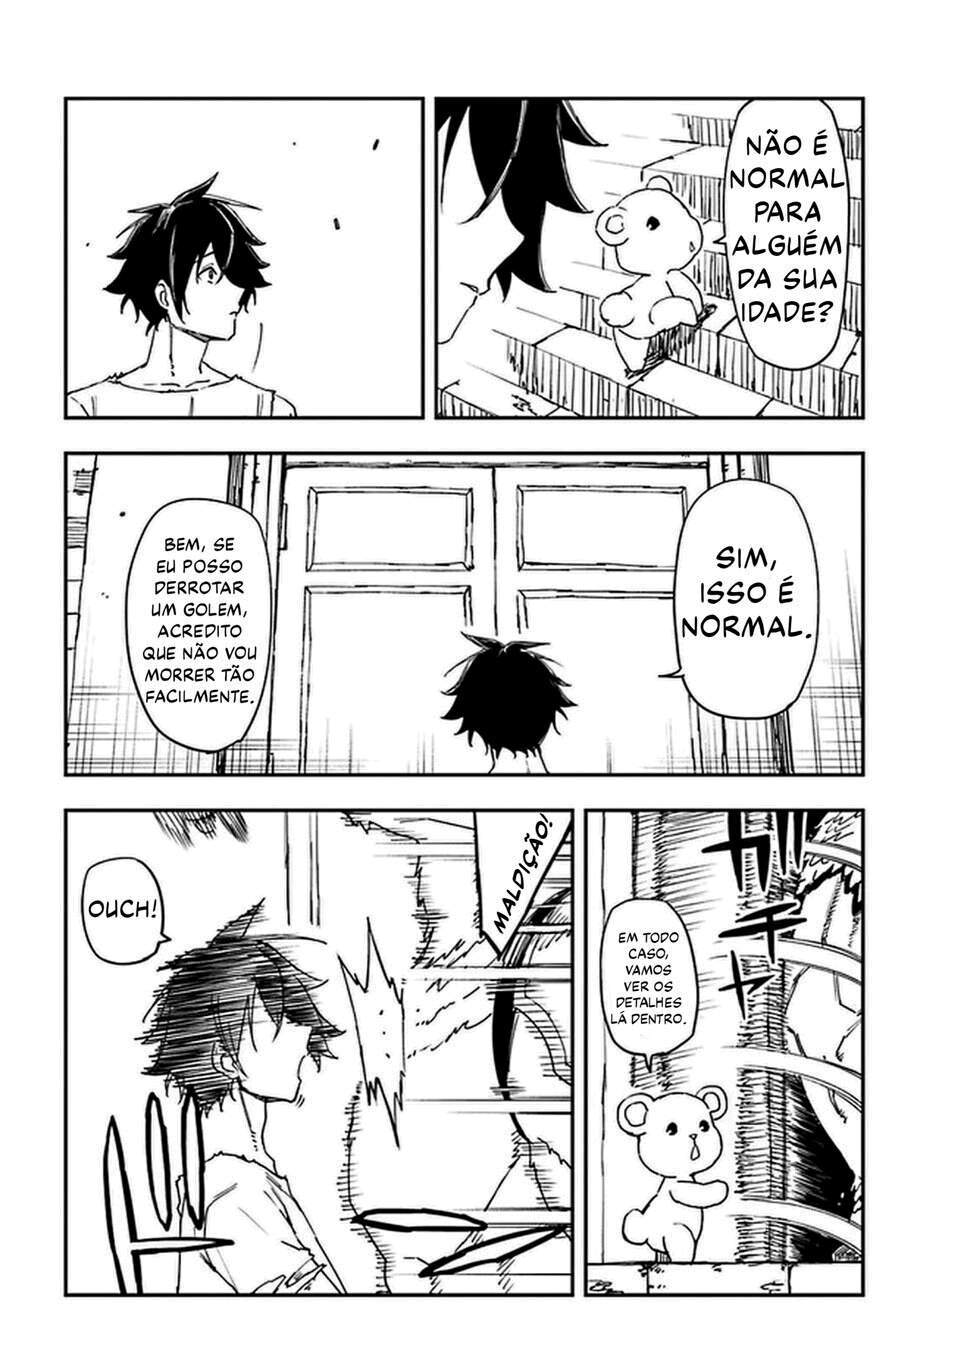 NÃO É
NORMAL
PARA
ALGUÉM
DA SUA
IDADE?
SIM,
ISSO É
NORMAL.
BEM, SE
EU POSSO
DERROTAR
UM GOLEM,
ACREDITO
QUE NÃO VOU
MORRER TÃO
FACILMENTE.
EM TODO
CASO,
VAMOS
VER OS
DETALHES
LÁ DENTRO.
MALDIÇÃO!
OUCH!